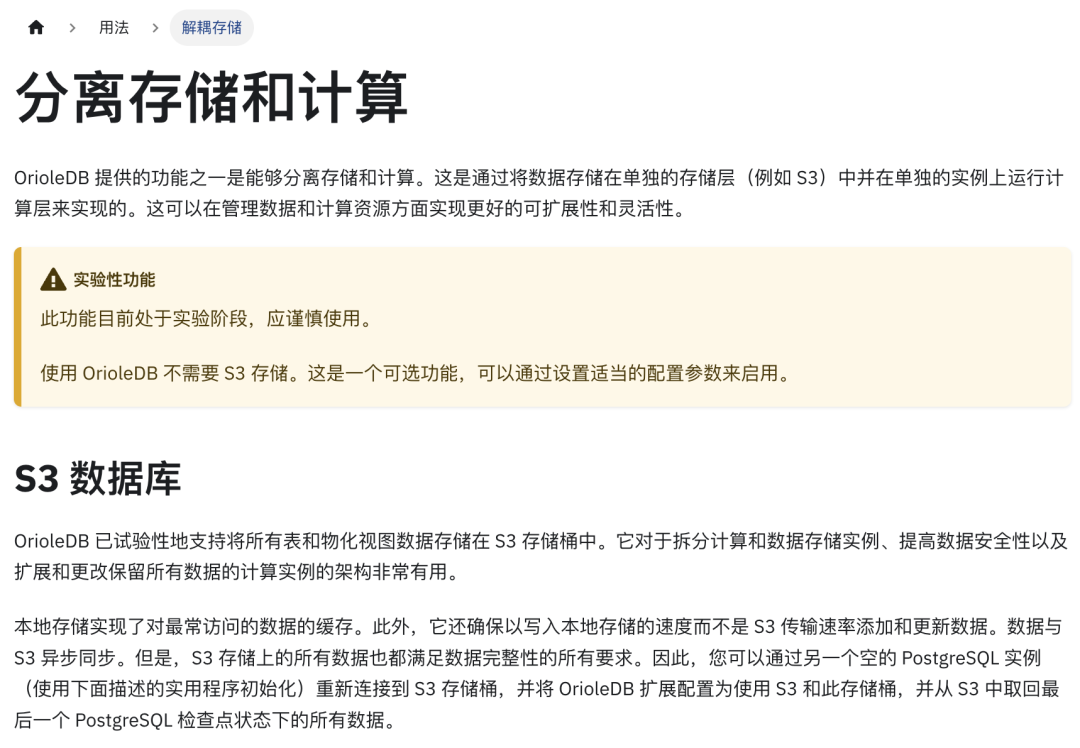 用法
解耦存储
分离存储和计算
OrioleDB 提供的功能之一是能够分离存储和计算。这是通过将数据存储在单独的存储层（例如 S3）中并在单独的实例上运行计
算层来实现的。这可以在管理数据和计算资源方面实现更好的可扩展性和灵活性。
实验性功能
此功能目前处于实验阶段，应谨慎使用。
使用 OrioleDB 不需要 S3 存储。这是一个可选功能，可以通过设置适当的配置参数来启用。
S3 数据库
OrioleDB 已试验性地支持将所有表和物化视图数据存储在 S3 存储桶中。它对于拆分计算和数据存储实例、提高数据安全性以及
扩展和更改保留所有数据的计算实例的架构非常有用。
本地存储实现了对最常访问的数据的缓存。此外，它还确保以写入本地存储的速度而不是 S3 传输速率添加和更新数据。数据与
S3 异步同步。但是，S3 存储上的所有数据也都满足数据完整性的所有要求。因此，您可以通过另一个空的 PostgreSQL 实例
（使用下面描述的实用程序初始化）重新连接到 S3 存储桶，并将 OrioleDB 扩展配置为使用 S3 和此存储桶，并从 S3 中取回最
后一个 PostgreSQL 检查点状态下的所有数据。